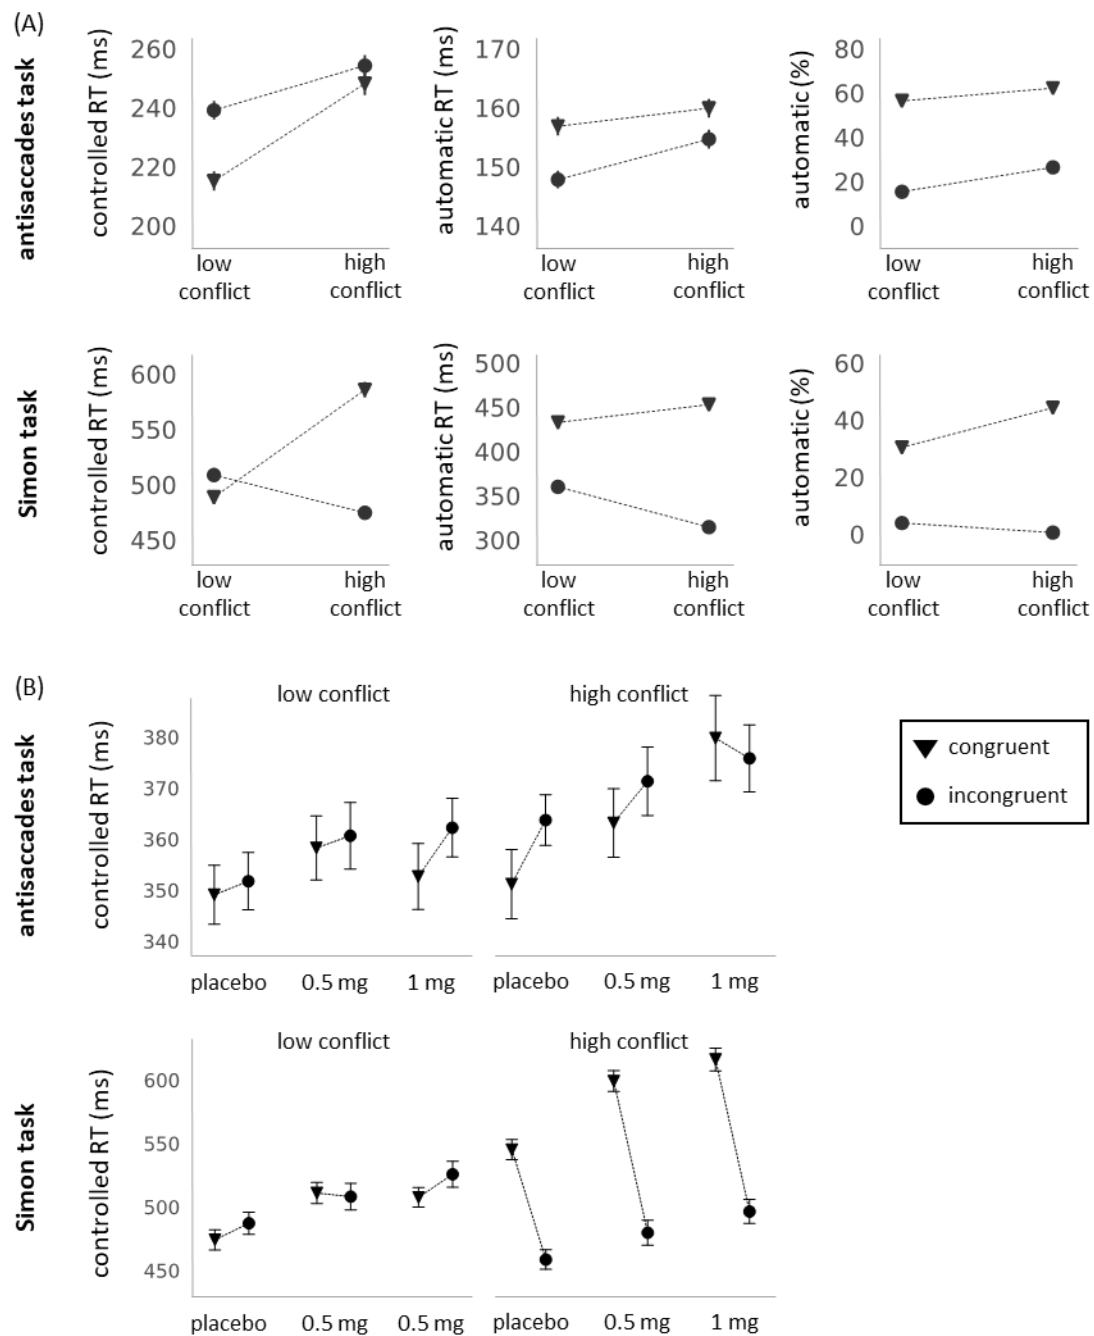 (A)
antisaccades task
controlled RT (ms)
260
240
220
200
low
conflict
high
conflict
automatic RT (ms)
170
160
150
140
low
conflict
high
conflict
automatic (%)
80
60
40
20
0
low
conflict
high
conflict
Simon task
controlled RT (ms)
600
550
500
450
low
conflict
high
conflict
automatic RT (ms)
500
450
400
350
300
low
conflict
high
conflict
automatic (%)
60
40
20
0
low
conflict
high
conflict
(B)
antisaccades task
controlled RT (ms)
low conflict
high conflict
380
370
360
350
340
placebo
0.5 mg
1 mg
placebo
0.5 mg
1 mg
congruent
incongruent
Simon task
controlled RT (ms)
low conflict
high conflict
600
550
500
450
placebo
0.5 mg
0.5 mg
placebo
0.5 mg
1 mg